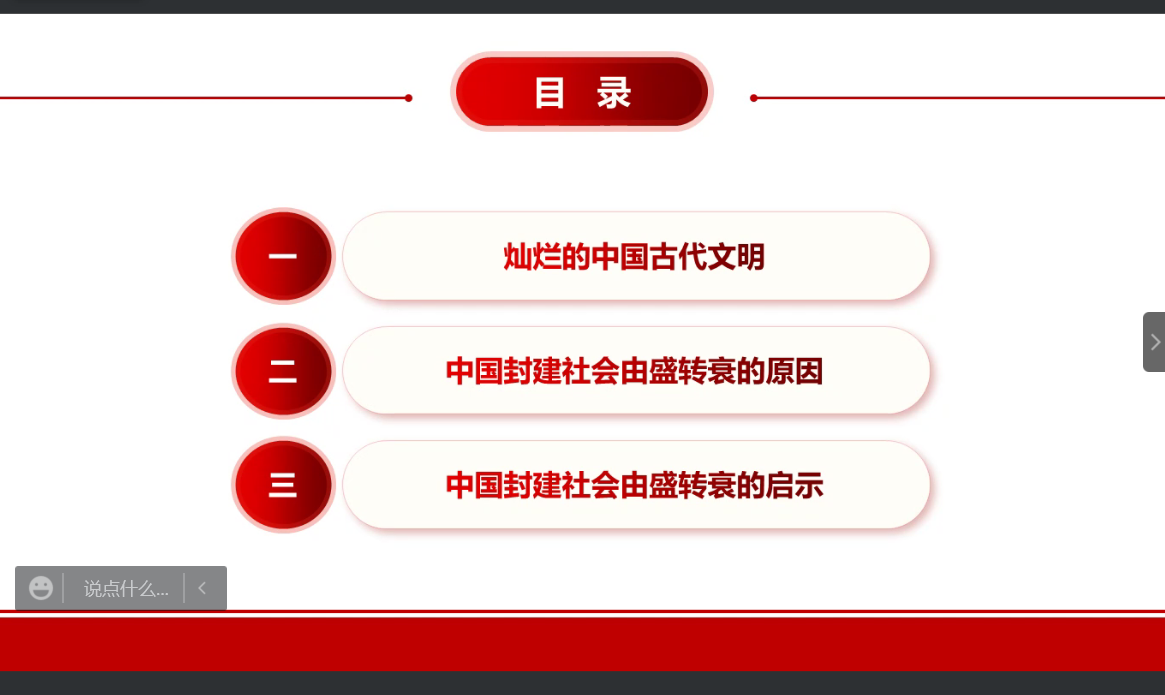 目 录
一
灿烂的中国古代文明
二
中国封建社会由盛转衰的原因
三
中国封建社会由盛转衰的启示
说点什么...